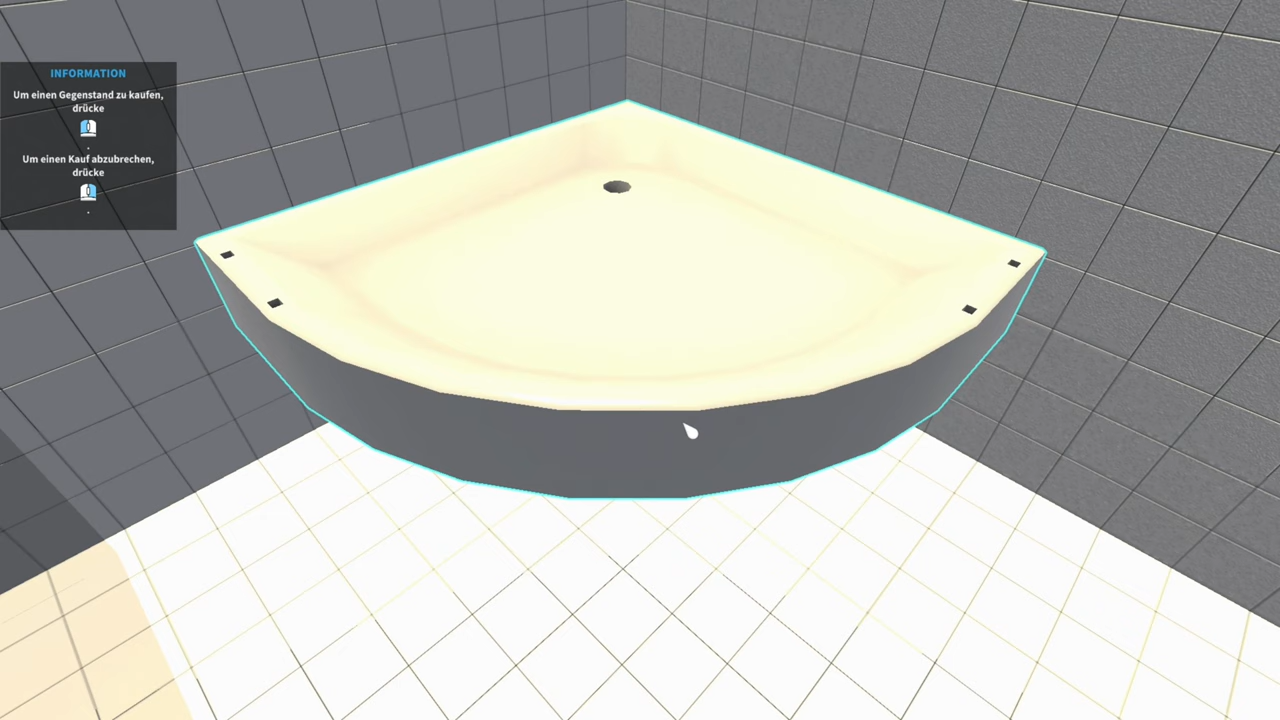 INFORMATION
Um einen Gegenstand zu kaufen,
drücke
.
Um einen Kauf abzubrechen,
drücke
.